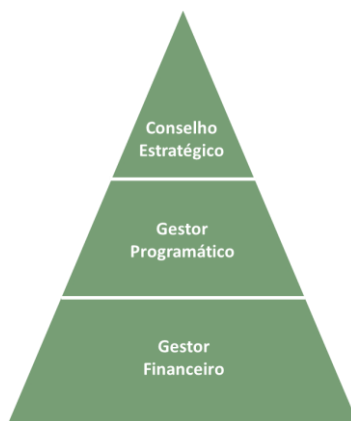 Conselho
Estratégico
Gestor
Programático
Gestor
Financeiro